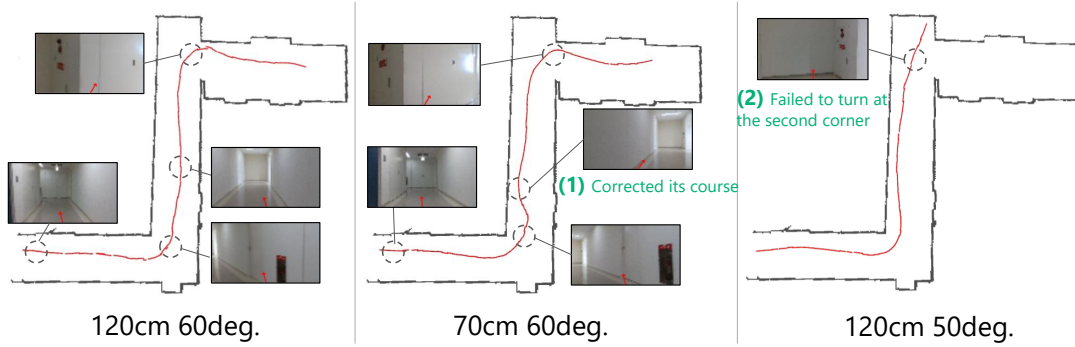 (1) Corrected its course
(2) Failed to turn at
the second corner
120cm 60deg.
70cm 60deg.
120cm 50deg.